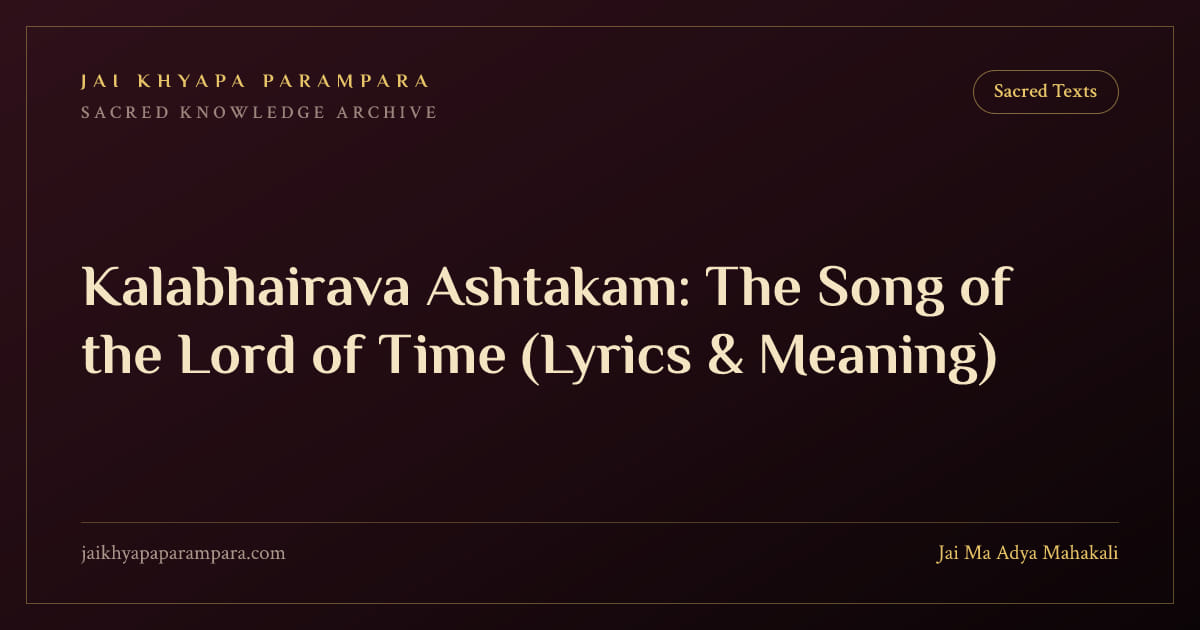 JAI KHYAPA PARAMPARA
SACRED KNOWLEDGE ARCHIVE
Sacred Texts
Kalabhairava Ashtakam: The Song of
the Lord of Time (Lyrics & Meaning)
jaikhyapaparampara.com
Jai Ma Adya Mahakali